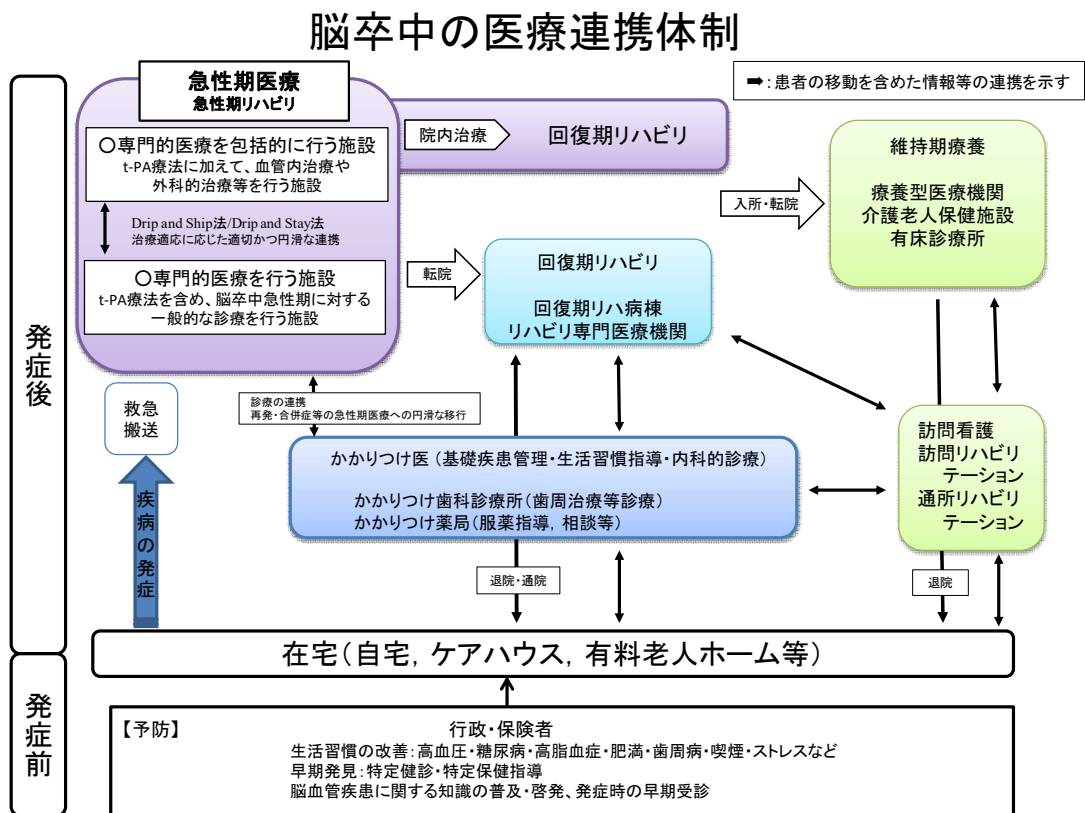 脳卒中の医療連携体制
➡:患者の移動を含めた情報等の連携を示す
発症後
急性期医療
急性期リハビリ
○専門的医療を包括的に行う施設
t-PA療法に加えて、血管内治療や
外科的治療等を行う施設
Drip and Ship法/Drip and Stay法
治療適応に応じた適切かつ円滑な連携
○専門的医療を行う施設
t-PA療法を含め、脳卒中急性期に対する
一般的な診療を行う施設
院内治療
回復期リハビリ
転院
回復期リハビリ
回復期リハ病棟
リハビリ専門医療機関
入所・転院
維持期療養
療養型医療機関
介護老人保健施設
有床診療所
救急
搬送
疾病の発症
診療の連携
再発・合併症等の急性期医療への円滑な移行
かかりつけ医(基礎疾患管理・生活習慣指導・内科的診療)
かかりつけ歯科診療所(歯周治療等診療)
かかりつけ薬局(服薬指導,相談等)
訪問看護
訪問リハビリ
テーション
通所リハビリ
テーション
退院・通院
退院
在宅(自宅,ケアハウス,有料老人ホーム等)
発症前
【予防】 行政・保険者
生活習慣の改善:高血圧・糖尿病・高脂血症・肥満・歯周病・喫煙・ストレスなど
早期発見:特定健診・特定保健指導
脳血管疾患に関する知識の普及・啓発、発症時の早期受診